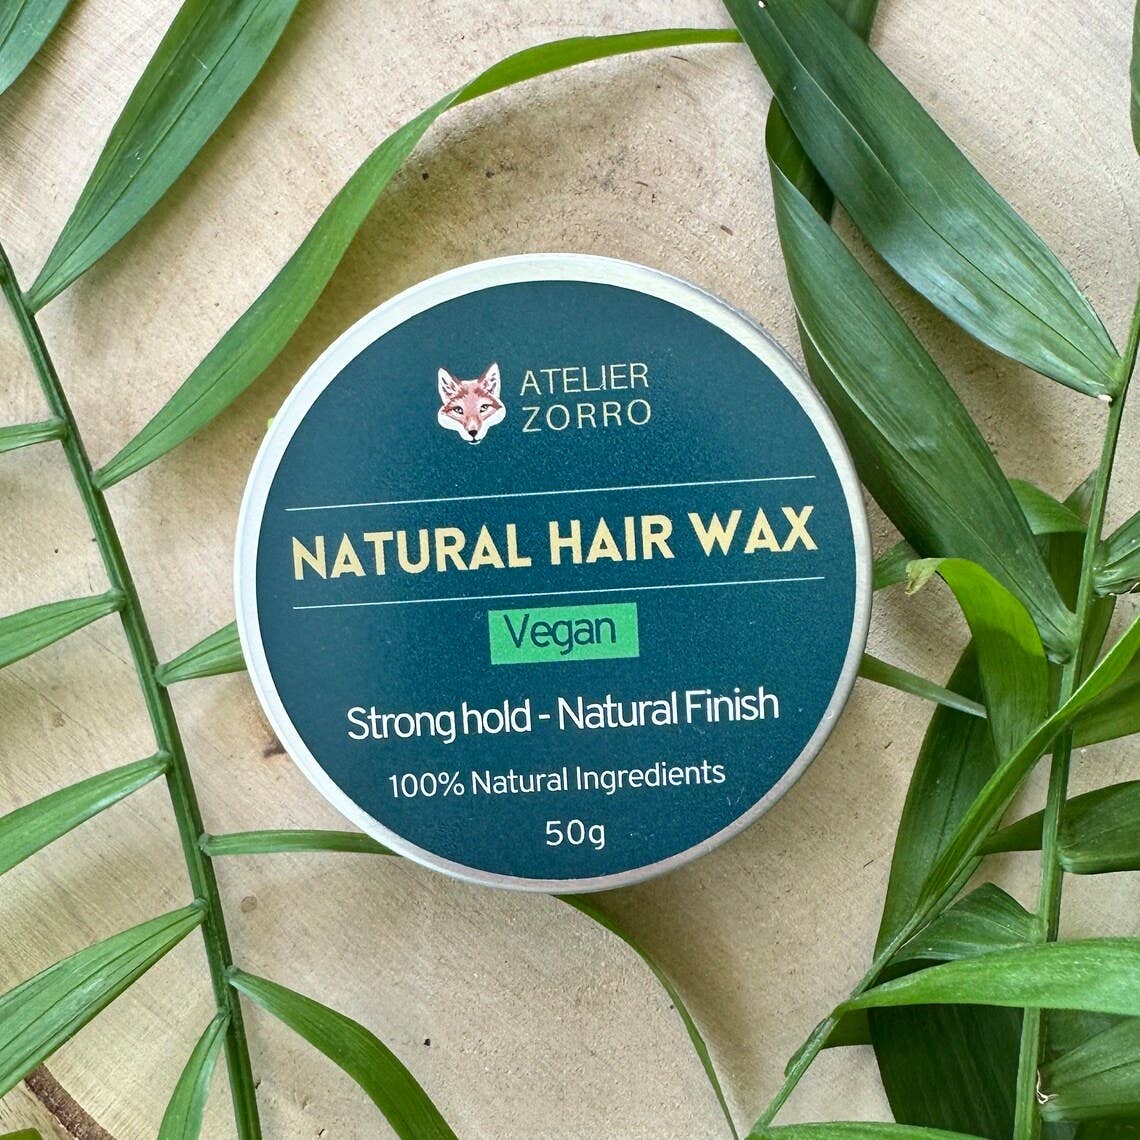 ATELIER
ZORRO
NATURAL HAIR WAX
Vegan
Strong hold - Natural Finish
100% Natural Ingredients
50g